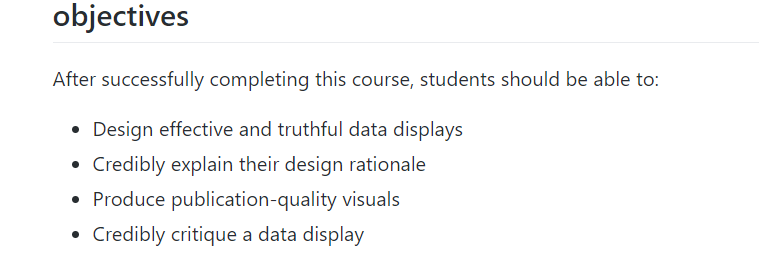 objectives
After successfully completing this course, students should be able to:
• Design effective and truthful data displays
• Credibly explain their design rationale
• Produce publication-quality visuals
• Credibly critique a data display